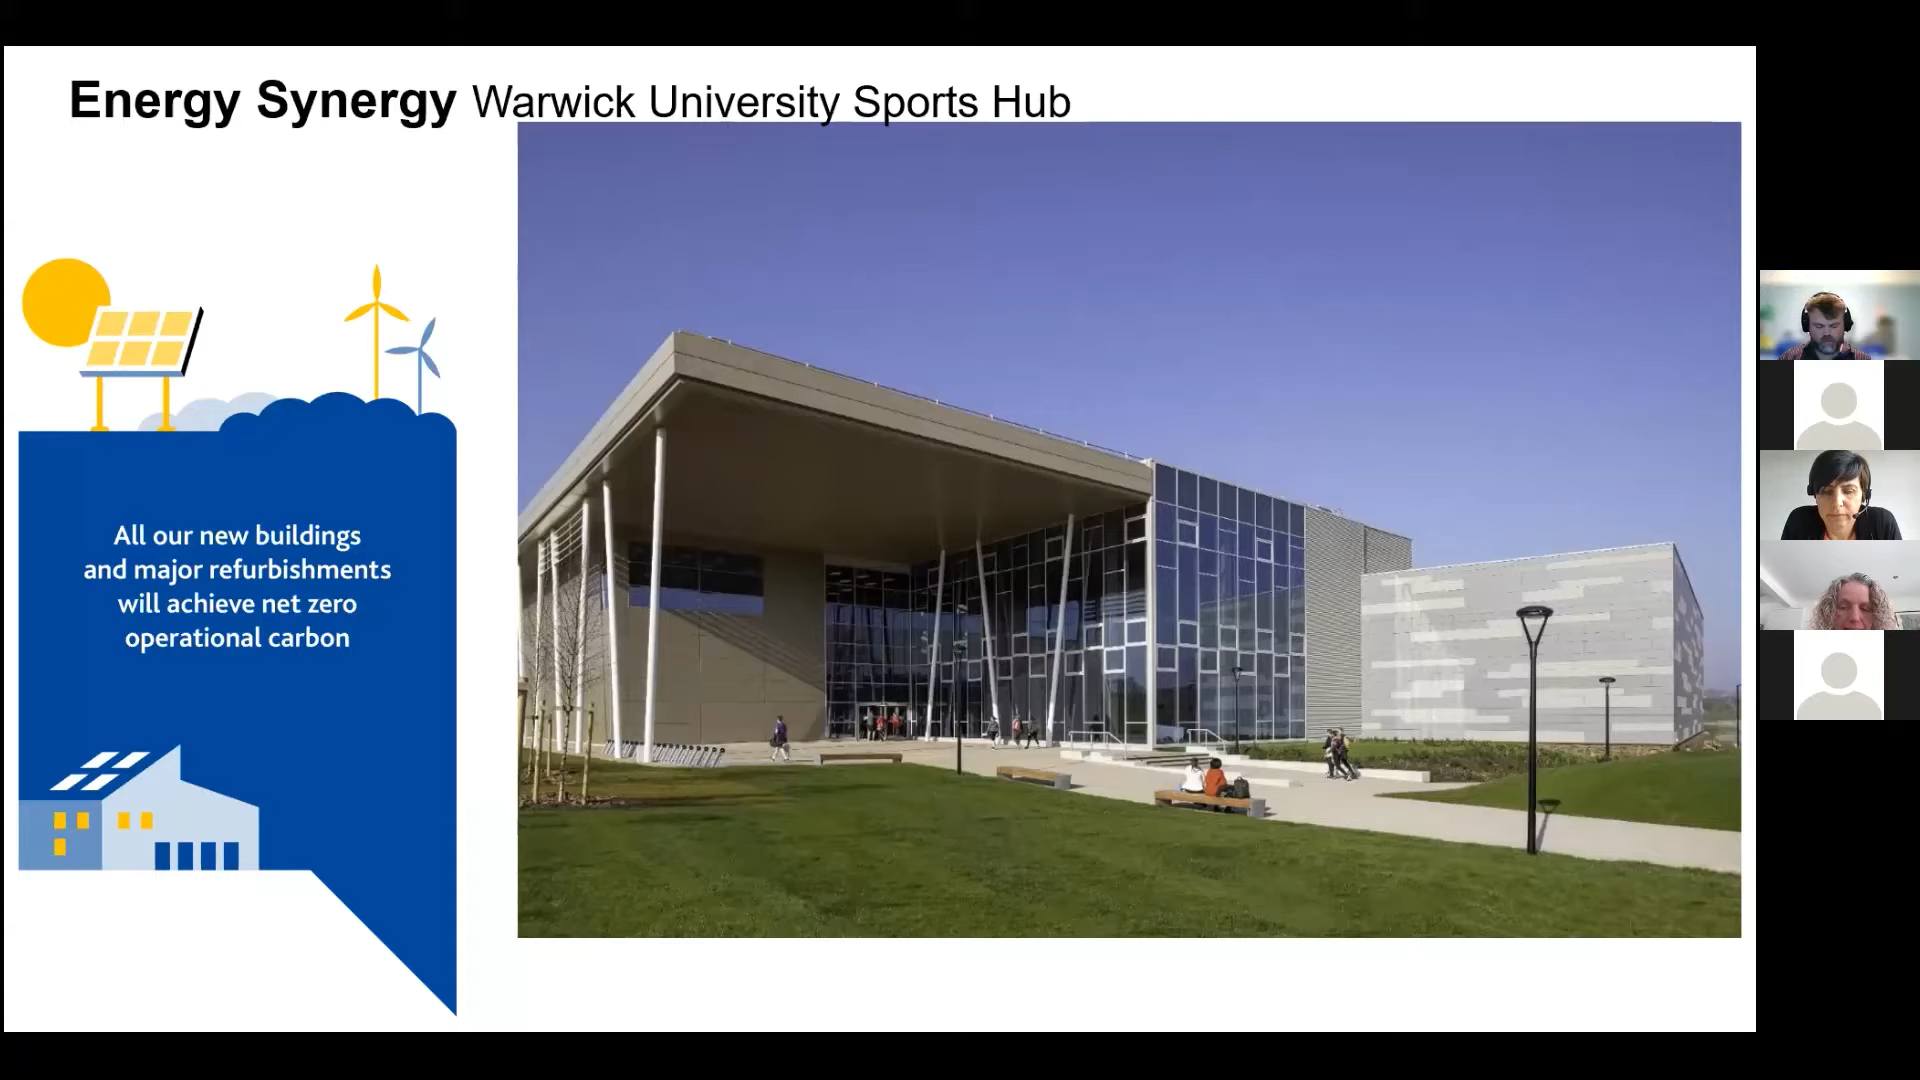 Energy Synergy Warwick University Sports Hub
All our new buildings
and major refurbishments
will achieve net zero
operational carbon